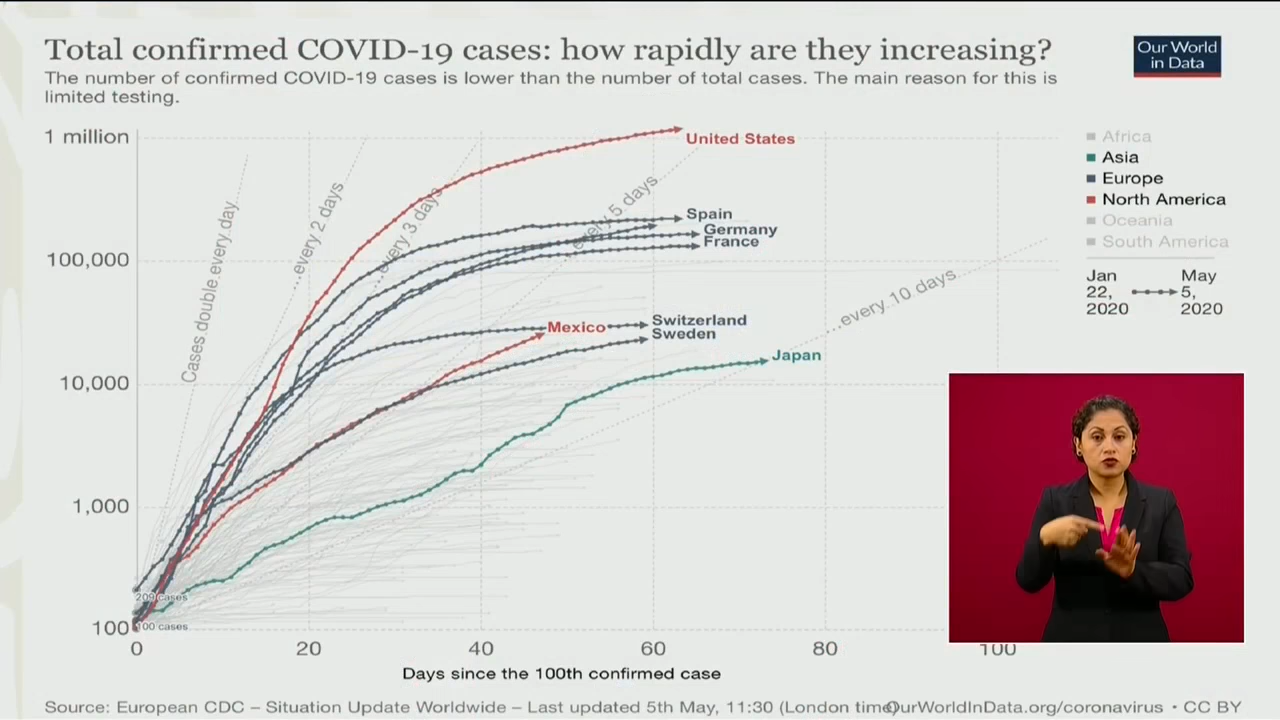 Total confirmed COVID-19 cases: how rapidly are they increasing?
Our World
in Data
The number of confirmed COVID-19 cases is lower than the number of total cases. The main reason for this is
limited testing.
1 million
100,000
10,000
1,000
100
Cases double every day
...every 2 days
...every 3 days
...every 5 days
...every 10 days
United States
Spain
Germany
France
Switzerland
Mexico
Sweden
Japan
209 cases
100 cases
Africa
Asia
Europe
North America
Oceania
South America
Jan
22,
2020
May
5,
2020
0
20
40
60
80
100
Days since the 100th confirmed case
Source: European CDC – Situation Update Worldwide – Last updated 5th May, 11:30 (London time)
OurWorldInData.org/coronavirus • CC BY